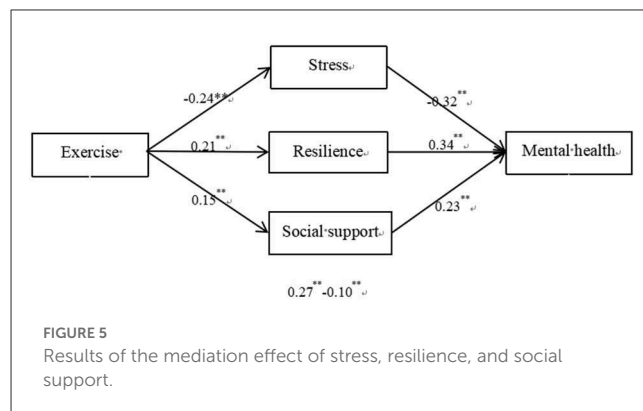 Stress
-0.24**
-0.32**
Exercise
0.21**
Resilience
0.34**
Mental health
0.15**
0.23**
Social support
0.27**-0.10**
FIGURE 5
Results of the mediation effect of stress, resilience, and social
support.